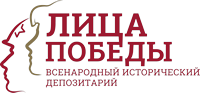 ЛИЦА
ПОБЕДЫ
ВСЕНАРОДНЫЙ ИСТОРИЧЕСКИЙ
ДЕПОЗИТАРИЙ